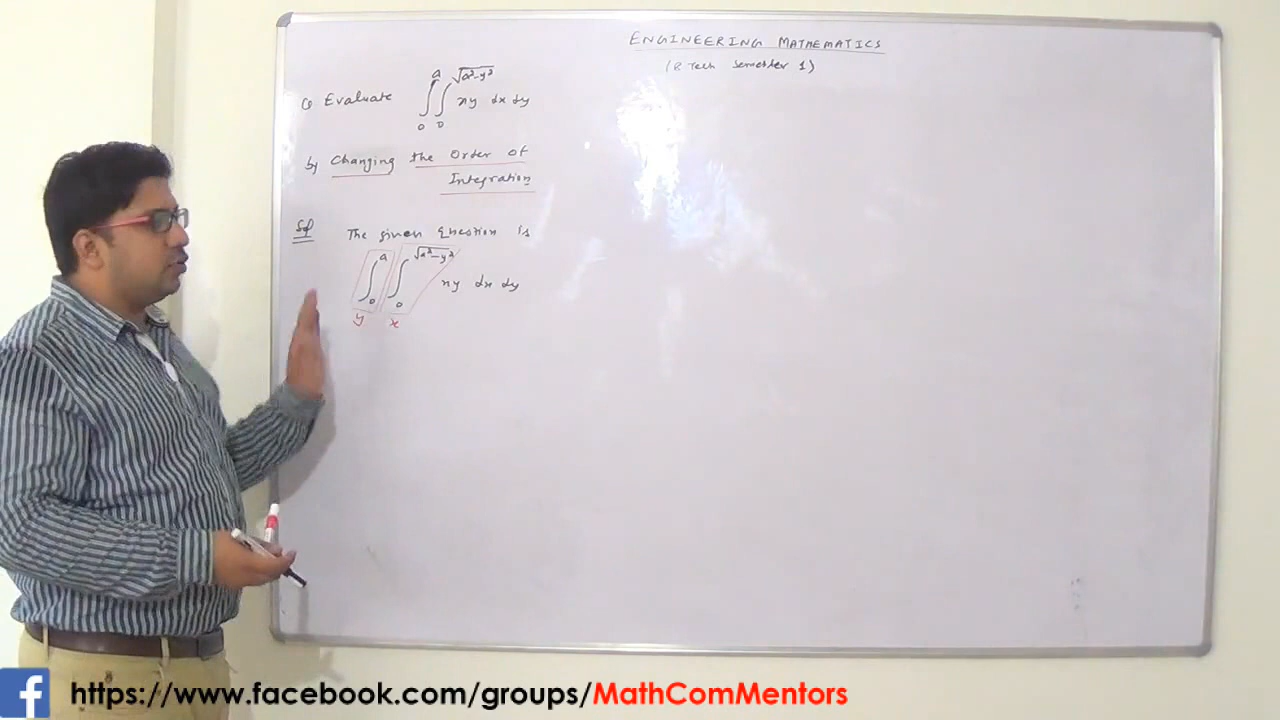 ENGINEERING MATHEMATICS
(B Tech Semester 1)
Q Evaluate ∫₀ᵃ ∫₀^√(a²-y²) xy dx dy
by Changing the Order of
Integration
Sol The given Question is
∫₀ᵃ ∫₀^√(a²-y²) xy dx dy
y x
https://www.facebook.com/groups/MathComMentors